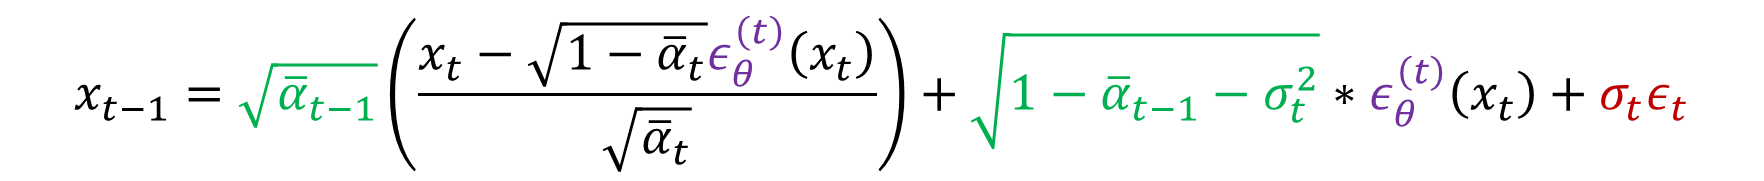 x_{t−1} = √(ᾱ_{t−1}) ((x_t − √(1 − ᾱ_t) ϵ_θ^{(t)}(x_t)) / √(ᾱ_t)) + √(1 − ᾱ_{t−1} − σ_t^2) * ϵ_θ^{(t)}(x_t) + σ_t ϵ_t